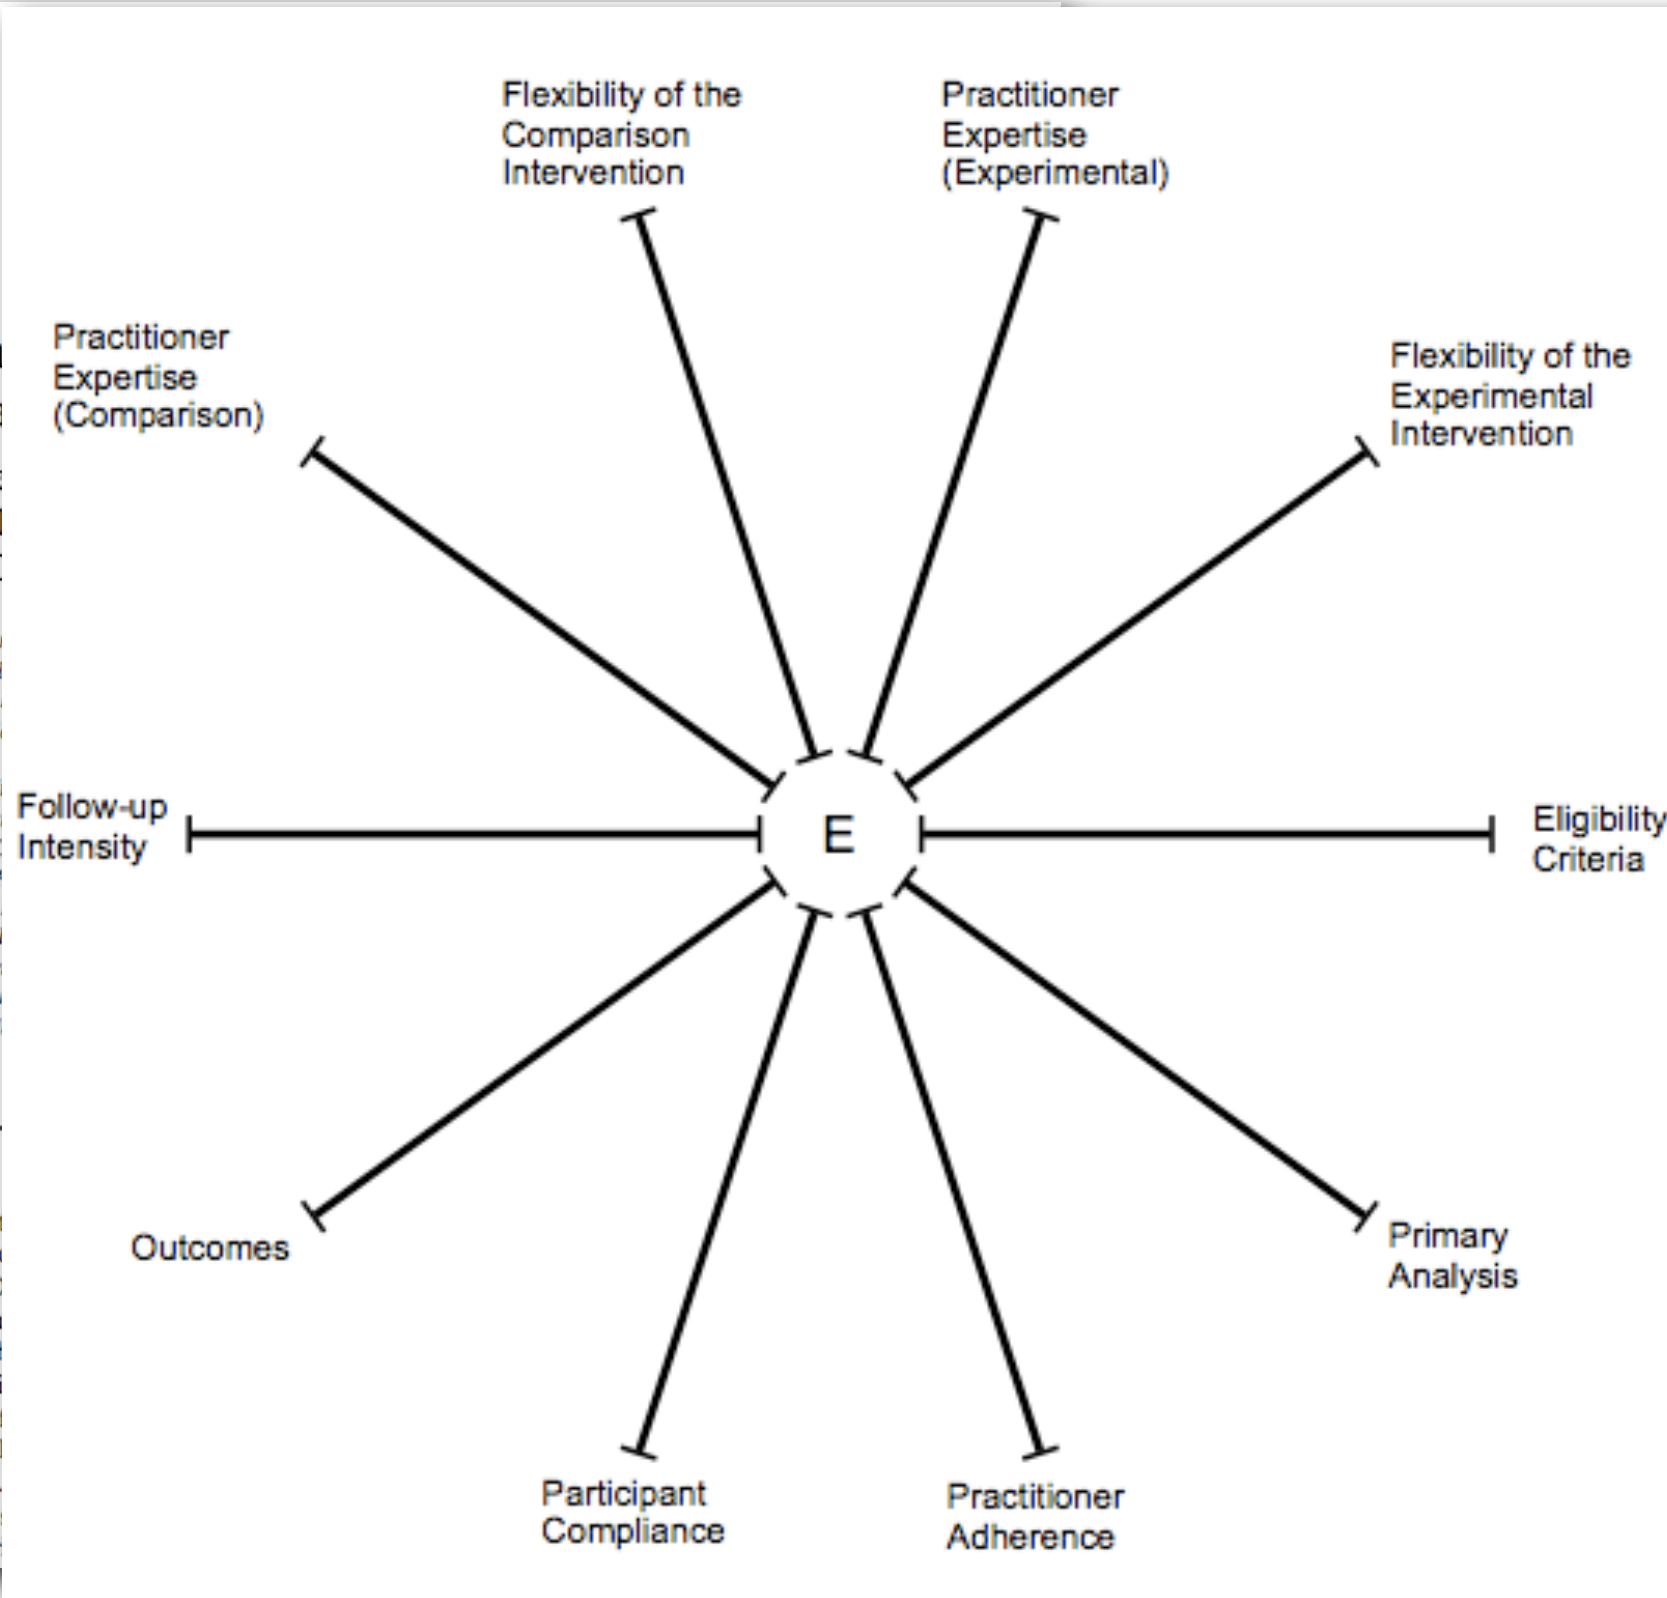 Flexibility of the
Comparison
Intervention
Practitioner
Expertise
(Experimental)
Practitioner
Expertise
(Comparison)
Flexibility of the
Experimental
Intervention
Follow-up
Intensity
E
Eligibility
Criteria
Outcomes
Primary
Analysis
Participant
Compliance
Practitioner
Adherence